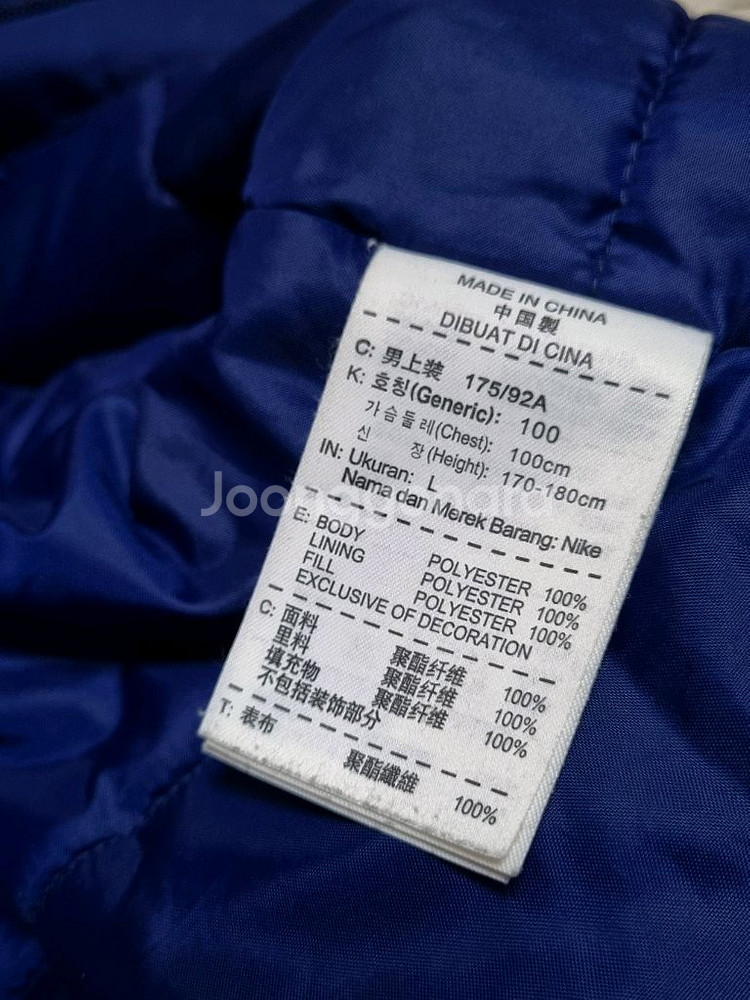 MADE IN CHINA
中国製
DIBUAT DI CINA
C: 男上装 175/92A
K: 호칭(Generic): 100
가슴둘레(Chest): 100cm
신 장(Height): 170-180cm
IN: Ukuran: L
Nama dan Merek Barang: Nike
E: BODY POLYESTER 100%
LINING POLYESTER 100%
FILL POLYESTER 100%
EXCLUSIVE OF DECORATION
C: 面料 聚酯纤维 100%
里料 聚酯纤维 100%
填充物 聚酯纤维 100%
不包括装饰部分
T: 表布 聚酯纖維 100%